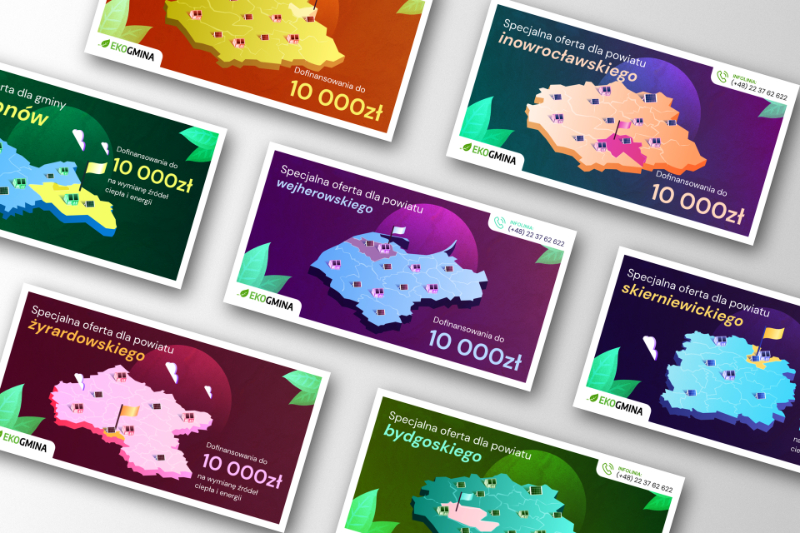 EKOGMINA
Dofinansowania do
10 000zł
Specjalna oferta dla powiatu
inowrocławskiego
INFOLINIA:
(+48) 22 37 62 622
EKOGMINA
Dofinansowania do
10 000zł
dla gminy
Dofinansowania do
10 000zł
na wymianę źródeł
ciepła i energii
Specjalna oferta dla powiatu
wejherowskiego
INFOLINIA:
(+48) 22 37 62 622
EKOGMINA
Dofinansowania do
10 000zł
Specjalna oferta dla powiatu
skierniewickiego
EKOGMINA
Specjalna oferta dla powiatu
żyrardowskiego
EKOGMINA
Dofinansowania do
10 000zł
na wymianę źródeł
ciepła i energii
Specjalna oferta dla powiatu
bydgoskiego
INFOLINIA:
(+48) 22 37 62 622